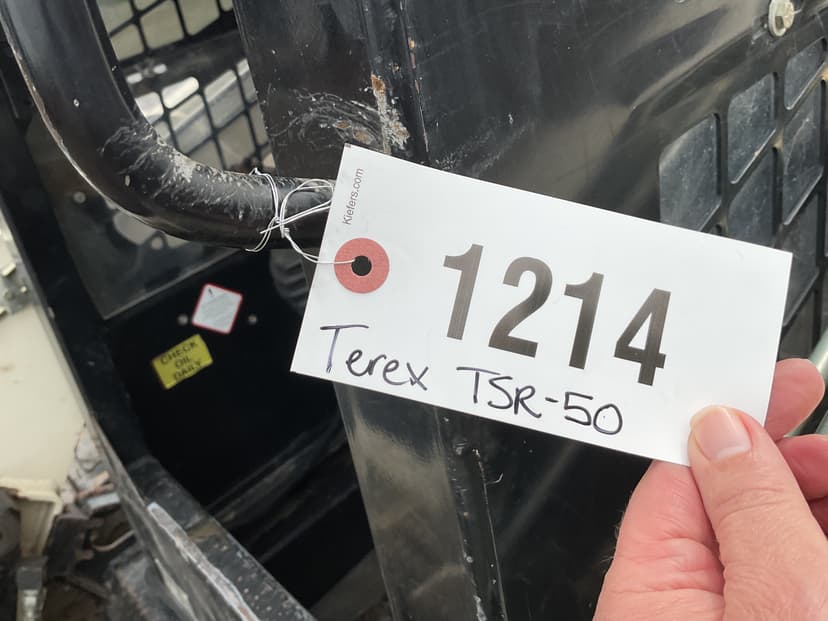 Kiefers.com
1214
Terex TSR-50
CHECK
OIL
DAILY